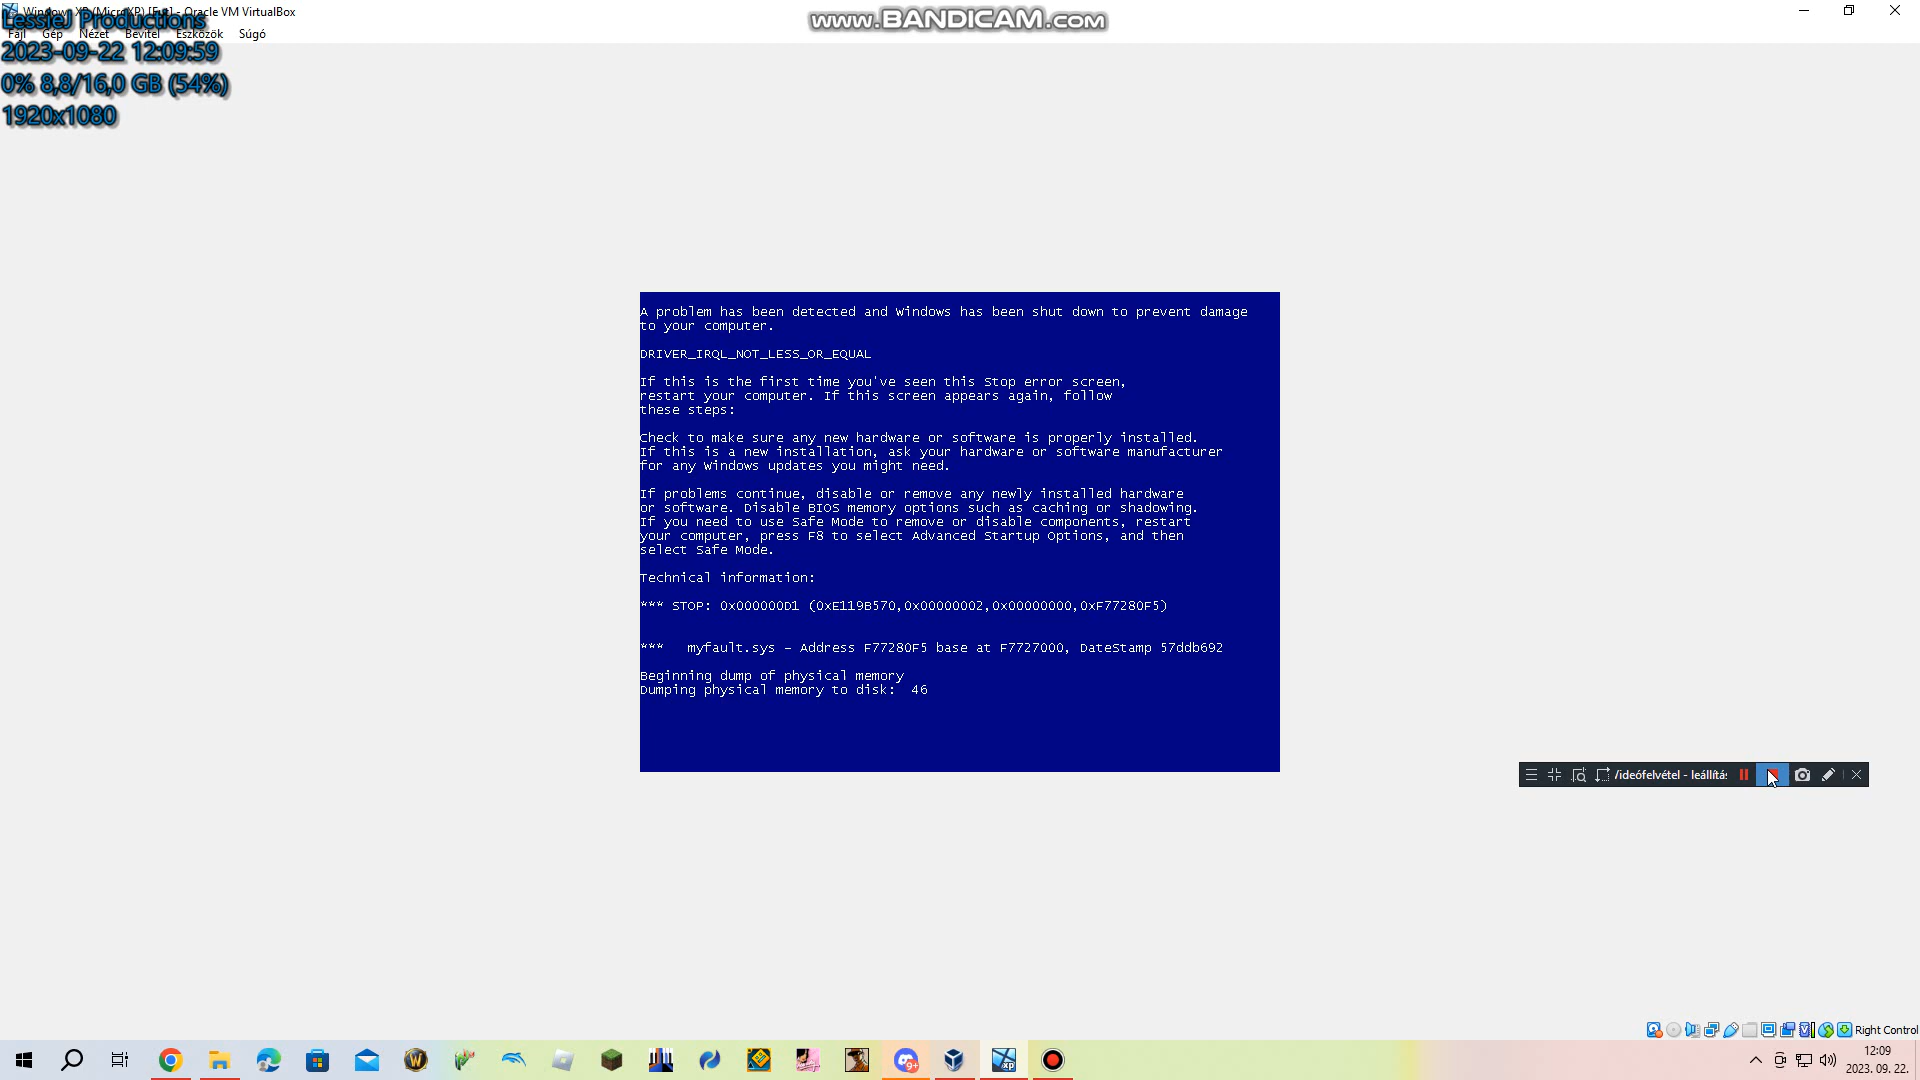 Windows XP (MicroXP) [Fut] - Oracle VM VirtualBox
LessieJ Productions
www.BANDICAM.com
Fájl Gép Nézet Bevitel Eszközök Súgó
2023-09-22 12:09:59
0% 8,8/16,0 GB (54%)
1920x1080
A problem has been detected and Windows has been shut down to prevent damage
to your computer.
DRIVER_IRQL_NOT_LESS_OR_EQUAL
If this is the first time you've seen this Stop error screen,
restart your computer. If this screen appears again, follow
these steps:
Check to make sure any new hardware or software is properly installed.
If this is a new installation, ask your hardware or software manufacturer
for any Windows updates you might need.
If problems continue, disable or remove any newly installed hardware
or software. Disable BIOS memory options such as caching or shadowing.
If you need to use Safe Mode to remove or disable components, restart
your computer, press F8 to select Advanced Startup Options, and then
select Safe Mode.
Technical information:
*** STOP: 0x000000D1 (0xE119B570,0x00000002,0x00000000,0xF77280F5)
*** myfault.sys - Address F77280F5 base at F7727000, DateStamp 57ddb692
Beginning dump of physical memory
Dumping physical memory to disk: 46
Videófelvétel - leállítás
Right Control
9+
xp
12:09
2023. 09. 22.